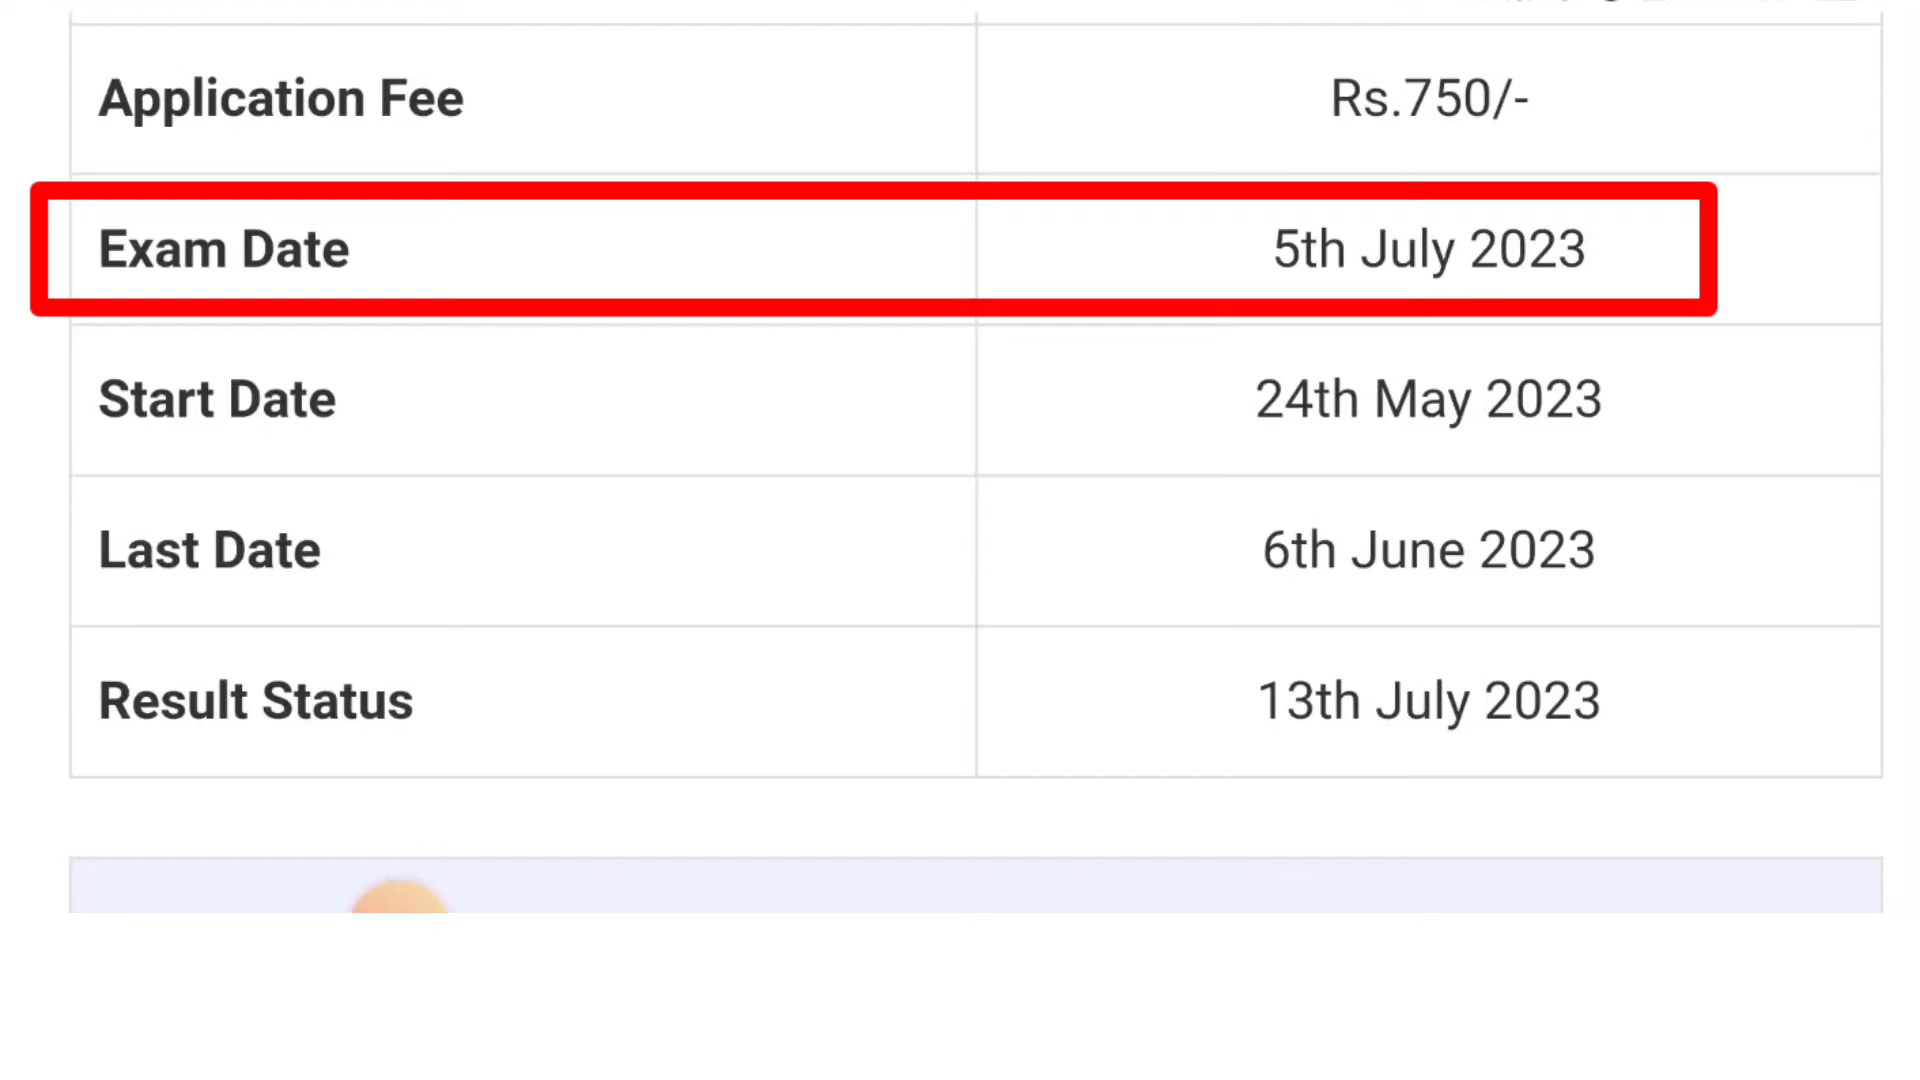 Application Fee Rs.750/-
Exam Date 5th July 2023
Start Date 24th May 2023
Last Date 6th June 2023
Result Status 13th July 2023